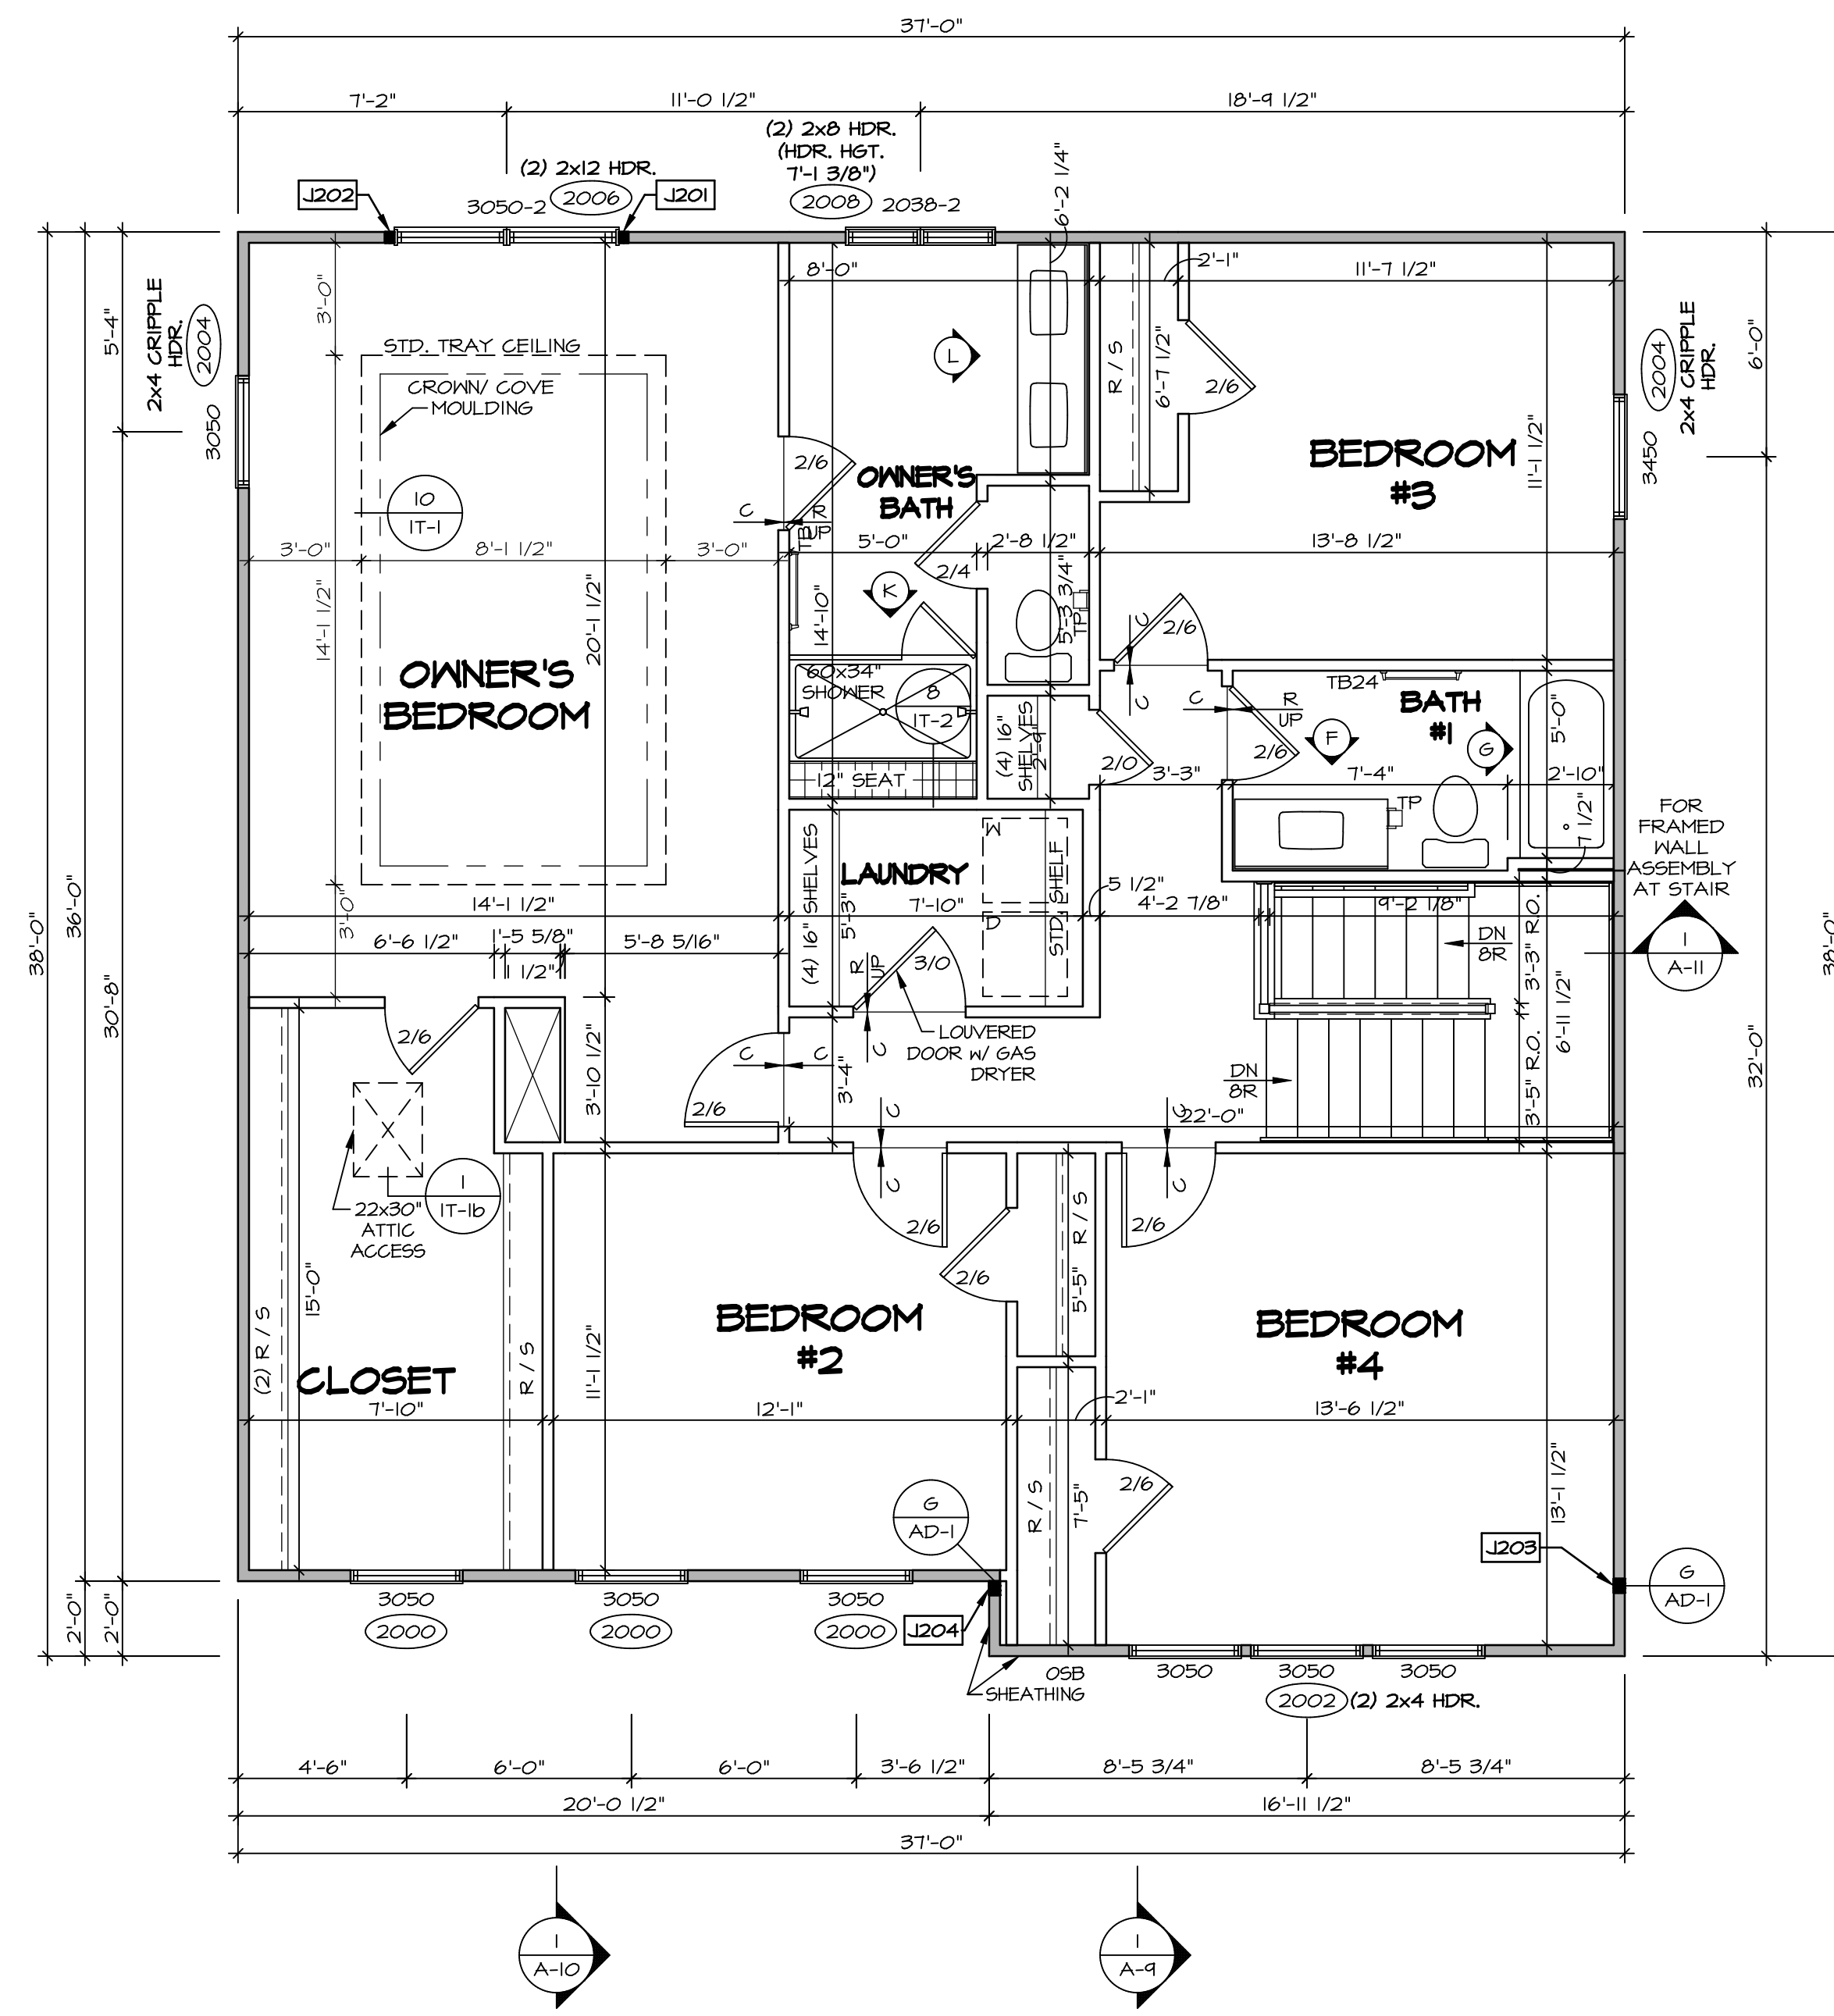 37'-0"
7'-2"
11'-0 1/2"
18'-9 1/2"
(2) 2x8 HDR.
(HDR. HGT.
7'-1 3/8")
(2) 2x12 HDR.
J202
3050-2
2006
J201
2008
2038-2
6'-2 1/4"
2x4 CRIPPLE
HDR.
2004
3050
5'-4"
3'-0"
8'-0"
2'-1"
11'-7 1/2"
STD. TRAY CEILING
CROWN/ COVE
MOULDING
L
R / S
6'-7 1/2"
2/6
2004
2x4 CRIPPLE
HDR.
3450
6'-0"
BEDROOM
#3
11'-1 1/2"
2/6
OWNER'S
BATH
10
IT-1
C
R
UP
TB
3'-0"
8'-1 1/2"
3'-0"
5'-0"
2'-8 1/2"
13'-8 1/2"
2/4
K
14'-1 1/2"
20'-1 1/2"
14'-10"
5'-3 3/4"
TP
C
2/6
C
OWNER'S
BEDROOM
60x34"
SHOWER
8
IT-2
12" SEAT
(4) 16"
SHELVES
2'-9"
2/0
3'-3"
C
R
UP
2/6
TB24
BATH
#1
F
G
5'-0"
7'-4"
2'-10"
TP
7 1/2"
FOR
FRAMED
WALL
ASSEMBLY
AT STAIR
1
A-11
38'-0"
36'-0"
30'-8"
38'-0"
32'-0"
3'-0"
14'-1 1/2"
6'-6 1/2"
1'-5 5/8"
1 1/2"
5'-8 5/16"
(4) 16" SHELVES
5'-3"
LAUNDRY
7'-10"
W
D
STD. SHELF
5 1/2"
4'-2 7/8"
9'-2 1/8"
DN
8R
3'-3" R.O.
6'-11 1/2"
3'-5" R.O.
DN
8R
R
UP
3/0
C
LOUVERED
DOOR W/ GAS
DRYER
2/6
3'-10 1/2"
C
C
2/6
3'-4"
C
C
C
C
22'-0"
22x30"
ATTIC
ACCESS
1
IT-1b
(2) R / S
15'-0"
CLOSET
R / S
11'-1 1/2"
7'-10"
BEDROOM
#2
12'-1"
2/6
2/6
R / S
5'-5"
2/6
BEDROOM
#4
2'-1"
13'-6 1/2"
R / S
7'-5"
2/6
13'-1 1/2"
G
AD-1
J203
G
AD-1
J204
2'-0"
2'-0"
3050
2000
3050
2000
3050
2000
OSB
SHEATHING
3050
3050
3050
2002
(2) 2x4 HDR.
4'-6"
6'-0"
6'-0"
3'-6 1/2"
8'-5 3/4"
8'-5 3/4"
20'-0 1/2"
16'-11 1/2"
37'-0"
1
A-10
1
A-9